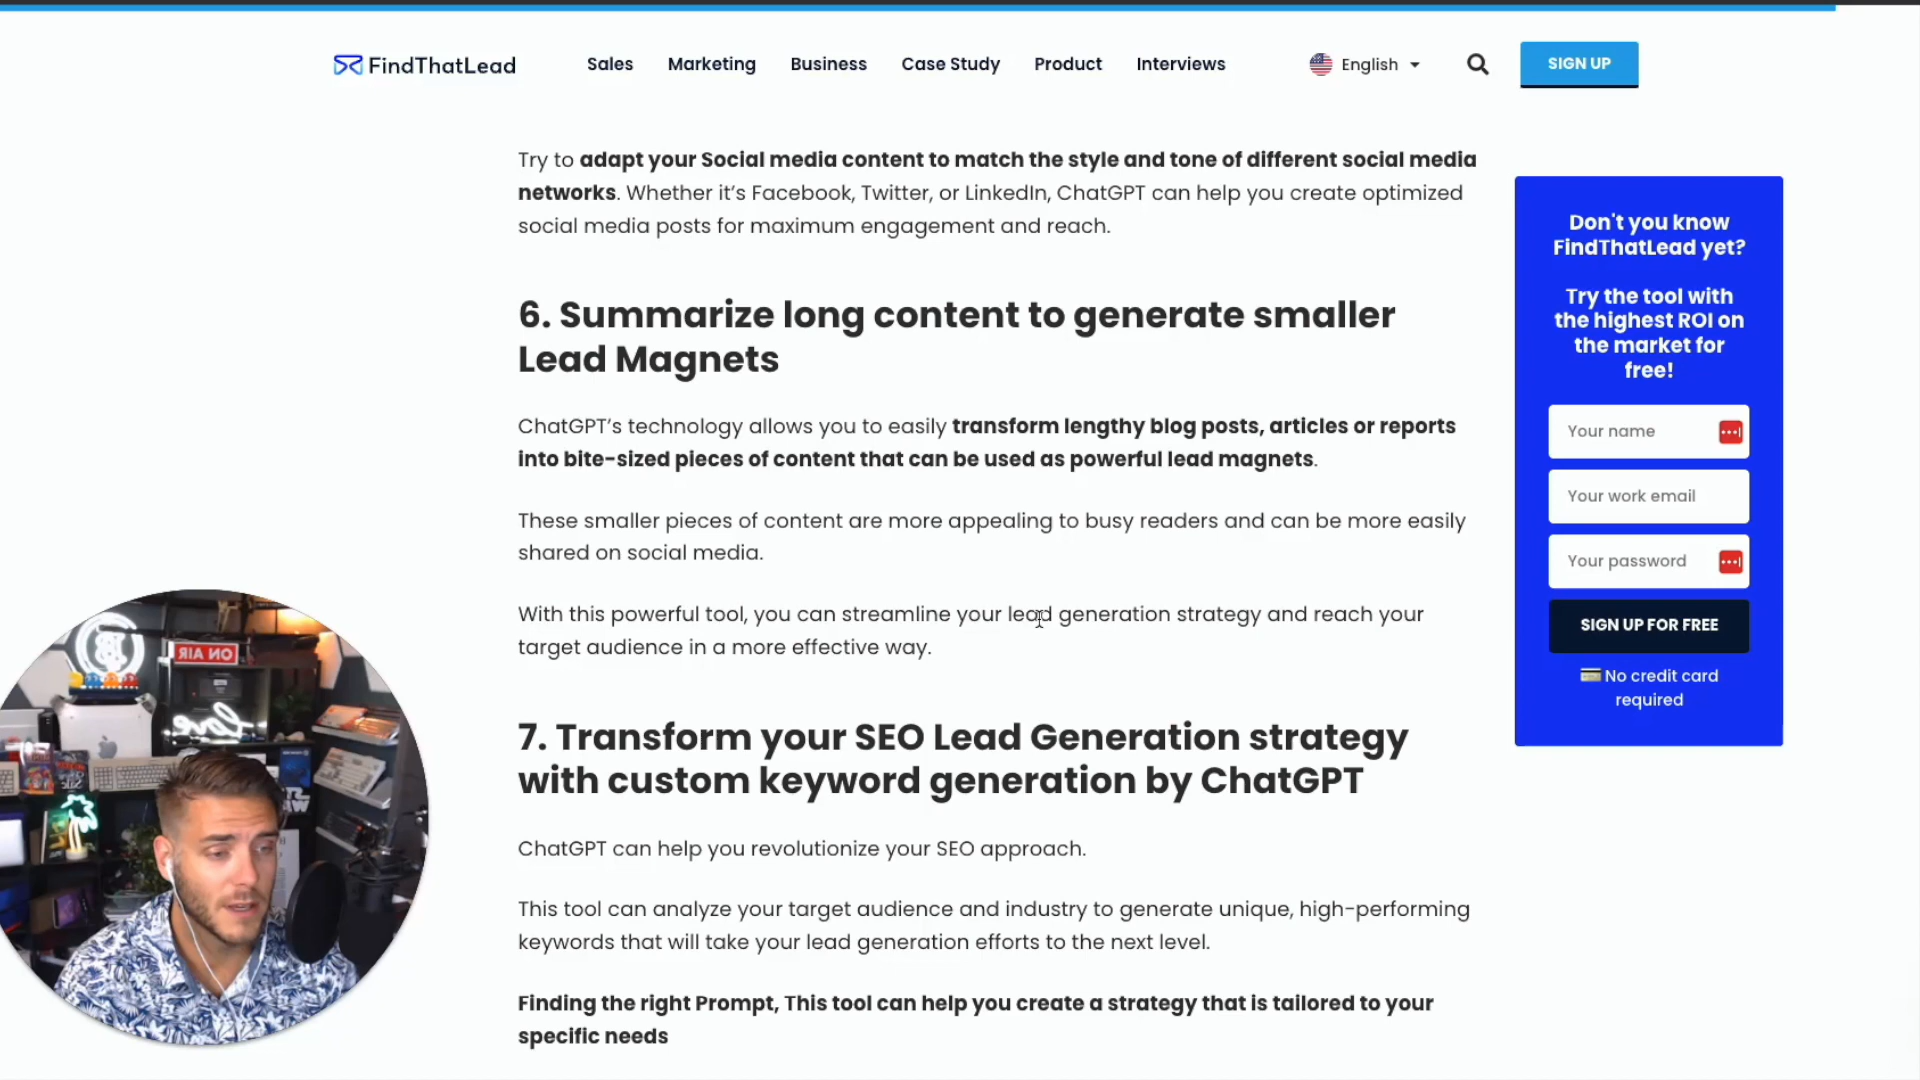 FindThatLead
Sales
Marketing
Business
Case Study
Product
Interviews
English
SIGN UP
Try to adapt your Social media content to match the style and tone of different social media
networks. Whether it’s Facebook, Twitter, or LinkedIn, ChatGPT can help you create optimized
social media posts for maximum engagement and reach.
6. Summarize long content to generate smaller
Lead Magnets
ChatGPT’s technology allows you to easily transform lengthy blog posts, articles or reports
into bite-sized pieces of content that can be used as powerful lead magnets.
These smaller pieces of content are more appealing to busy readers and can be more easily
shared on social media.
With this powerful tool, you can streamline your lead generation strategy and reach your
target audience in a more effective way.
7. Transform your SEO Lead Generation strategy
with custom keyword generation by ChatGPT
ChatGPT can help you revolutionize your SEO approach.
This tool can analyze your target audience and industry to generate unique, high-performing
keywords that will take your lead generation efforts to the next level.
Finding the right Prompt, This tool can help you create a strategy that is tailored to your
specific needs
Don't you know
FindThatLead yet?
Try the tool with
the highest ROI on
the market for
free!
Your name
Your work email
Your password
SIGN UP FOR FREE
No credit card
required
ON AIR
love.